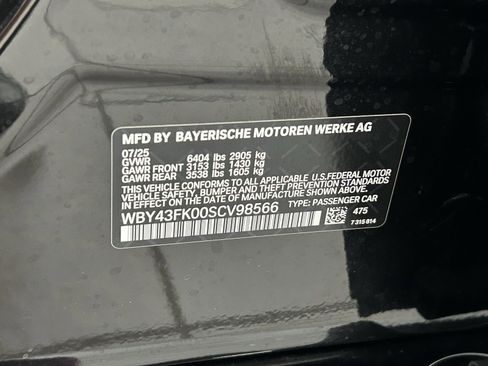 MFD BY BAYERISCHE MOTOREN WERKE AG
07/25
GVWR 6404 lbs 2905 kg
GAWR FRONT 3153 lbs 1430 kg
GAWR REAR 3538 lbs 1605 kg
THIS VEHICLE CONFORMS TO ALL APPLICABLE U.S.FEDERAL MOTOR
VEHICLE SAFETY, BUMPER, AND THEFT PREVENTION STANDARDS
IN EFFECT ON THE DATE OF MANUFACTURE SHOWN ABOVE.
WBY43FK00SCV98566 TYPE: PASSENGER CAR
475
7 315 814